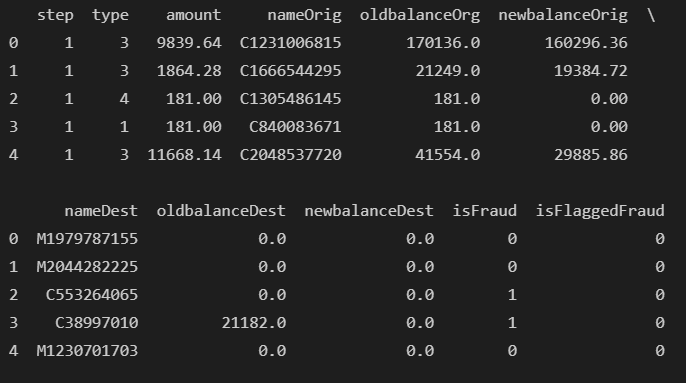 step type amount nameOrig oldbalanceOrg newbalanceOrig \
0 1 3 9839.64 C1231006815 170136.0 160296.36
1 1 3 1864.28 C1666544295 21249.0 19384.72
2 1 4 181.00 C1305486145 181.0 0.00
3 1 1 181.00 C840083671 181.0 0.00
4 1 3 11668.14 C2048537720 41554.0 29885.86
nameDest oldbalanceDest newbalanceDest isFraud isFlaggedFraud
0 M1979787155 0.0 0.0 0 0
1 M2044282225 0.0 0.0 0 0
2 C553264065 0.0 0.0 1 0
3 C38997010 21182.0 0.0 1 0
4 M1230701703 0.0 0.0 0 0